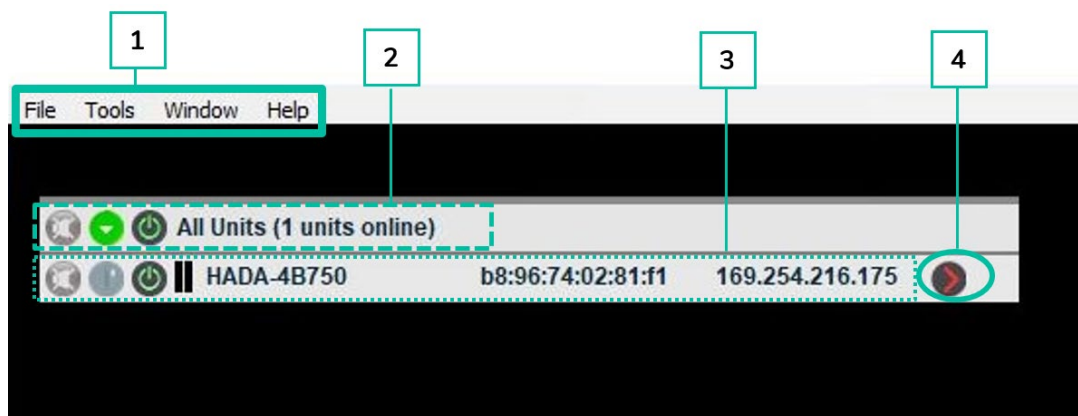 1
2
3
4
File Tools Window Help
All Units (1 units online)
HADA-4B750 b8:96:74:02:81:f1 169.254.216.175